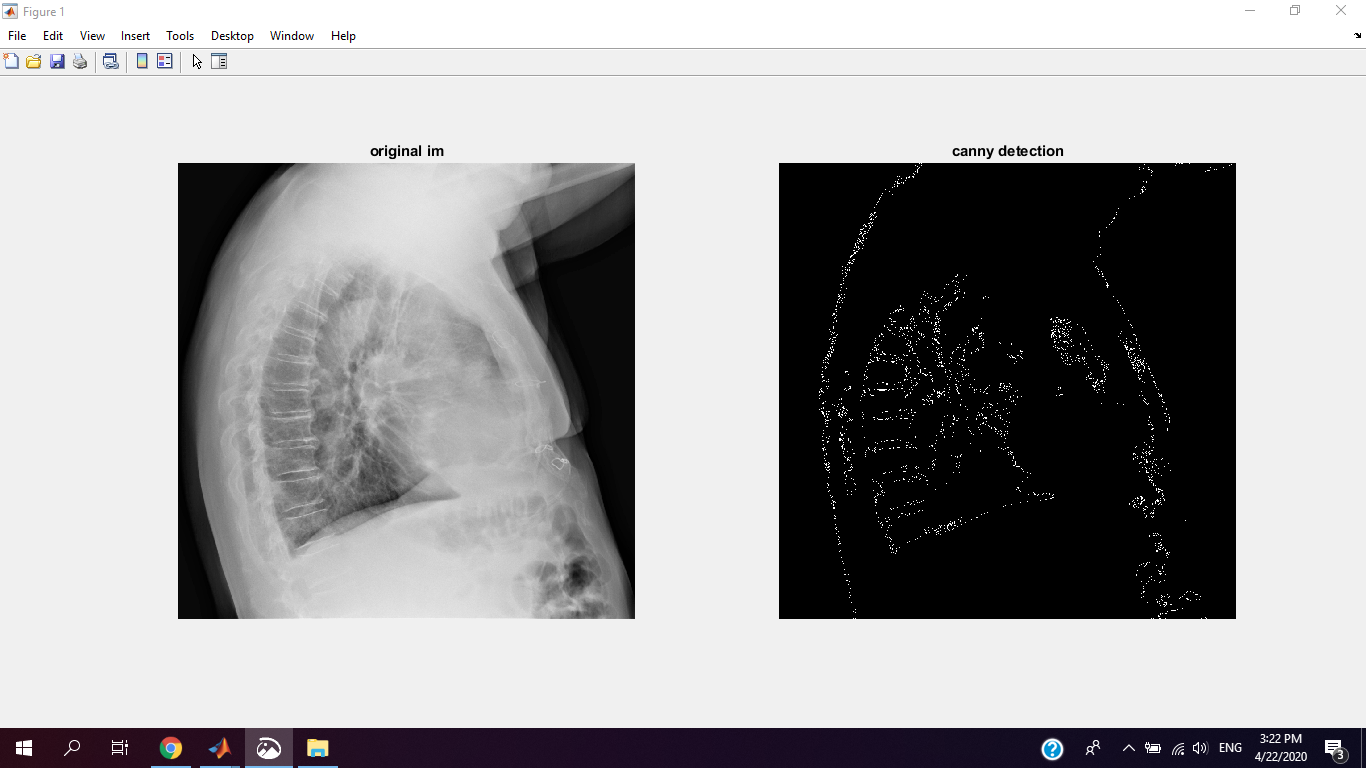 Figure 1
File Edit View Insert Tools Desktop Window Help
original im
canny detection
ENG
3:22 PM
4/22/2020
3